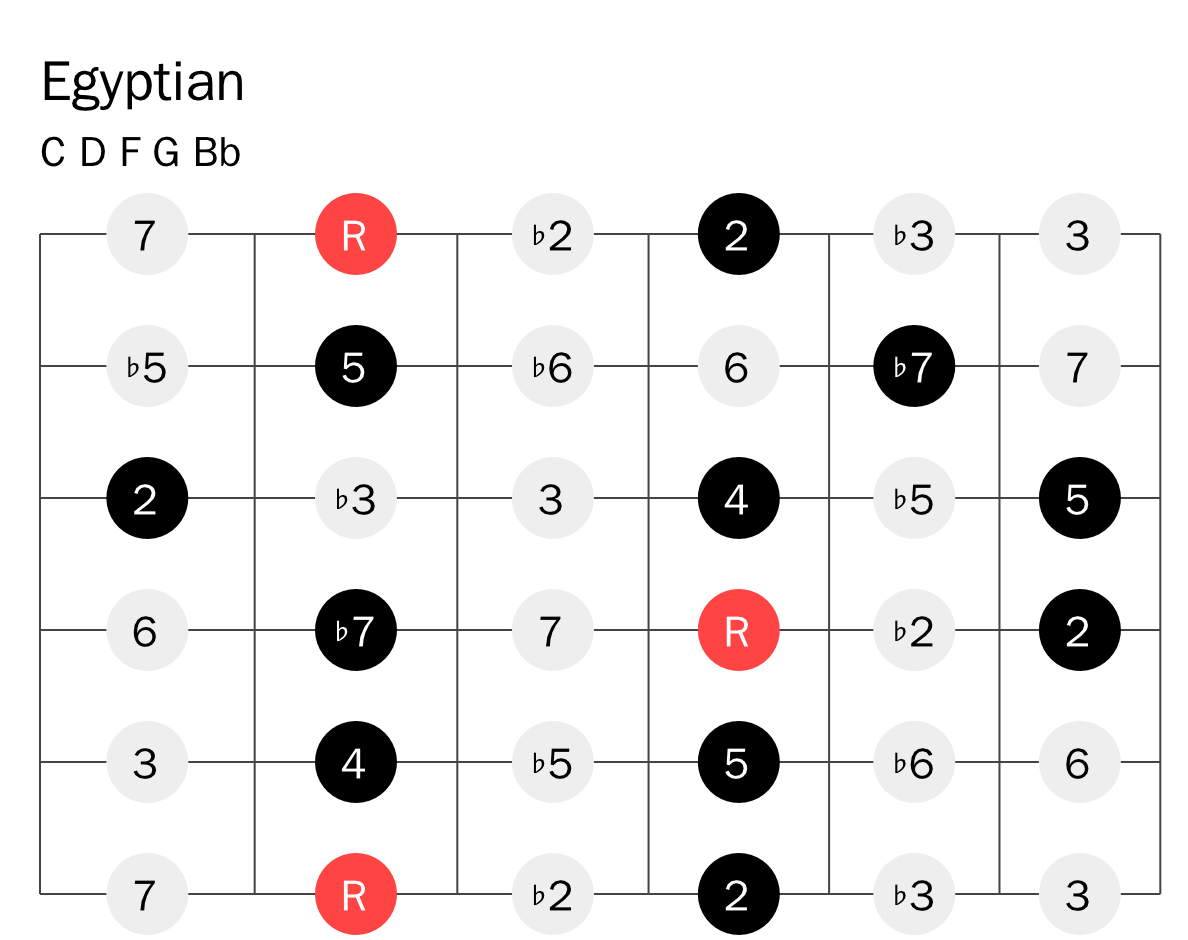 Egyptian
C D F G Bb
7 R ♭2 2 ♭3 3
♭5 5 ♭6 6 ♭7 7
2 ♭3 3 4 ♭5 5
6 ♭7 7 R ♭2 2
3 4 ♭5 5 ♭6 6
7 R ♭2 2 ♭3 3